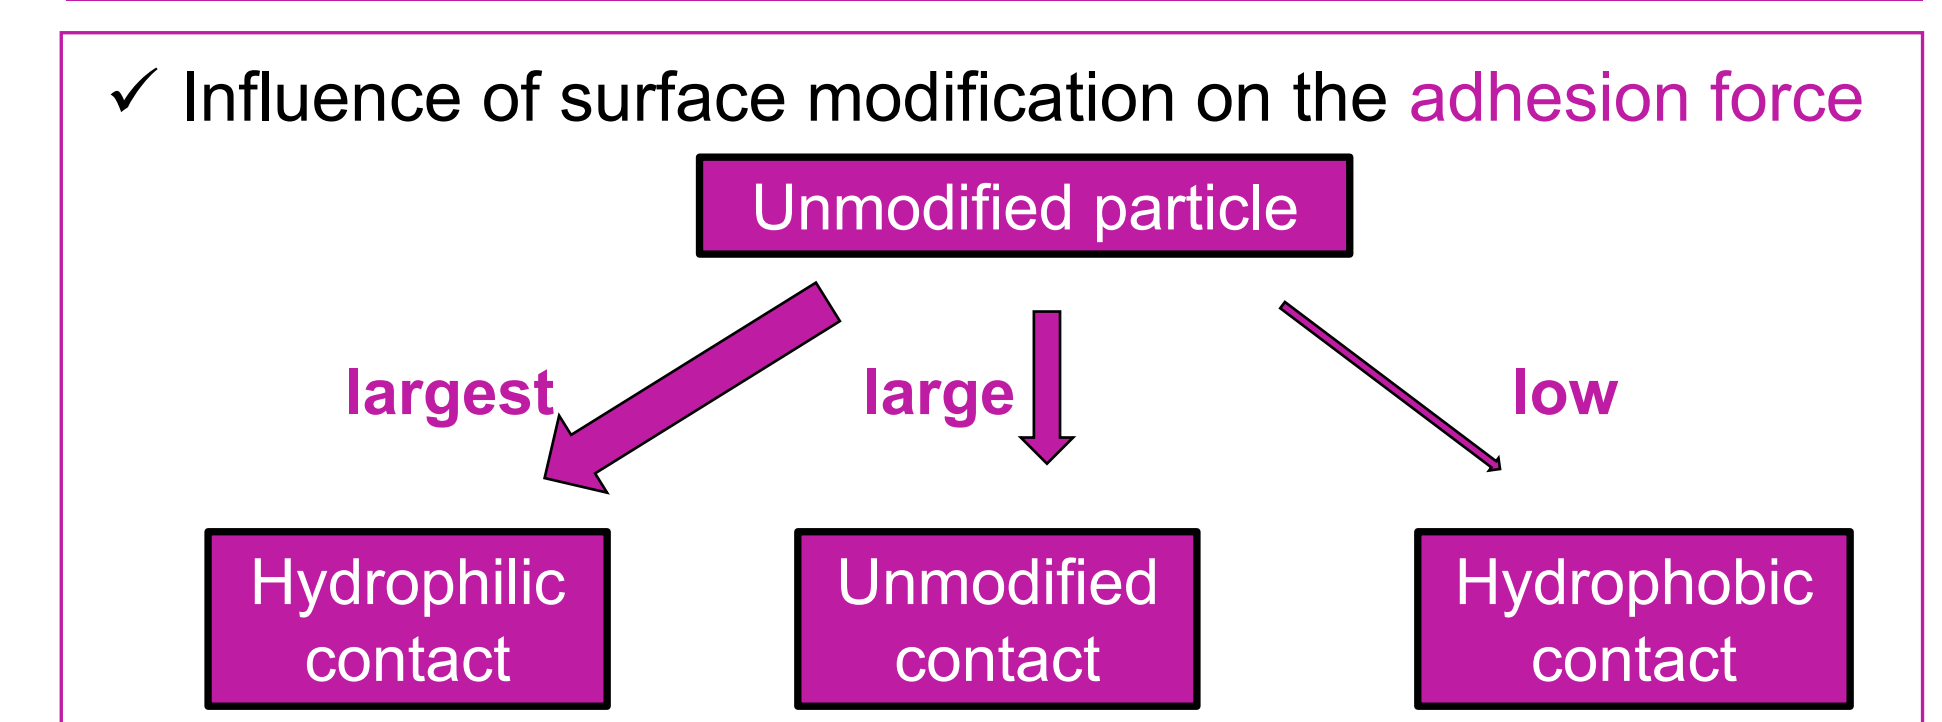 ✓ Influence of surface modification on the adhesion force
Unmodified particle
largest
large
low
Hydrophilic
contact
Unmodified
contact
Hydrophobic
contact